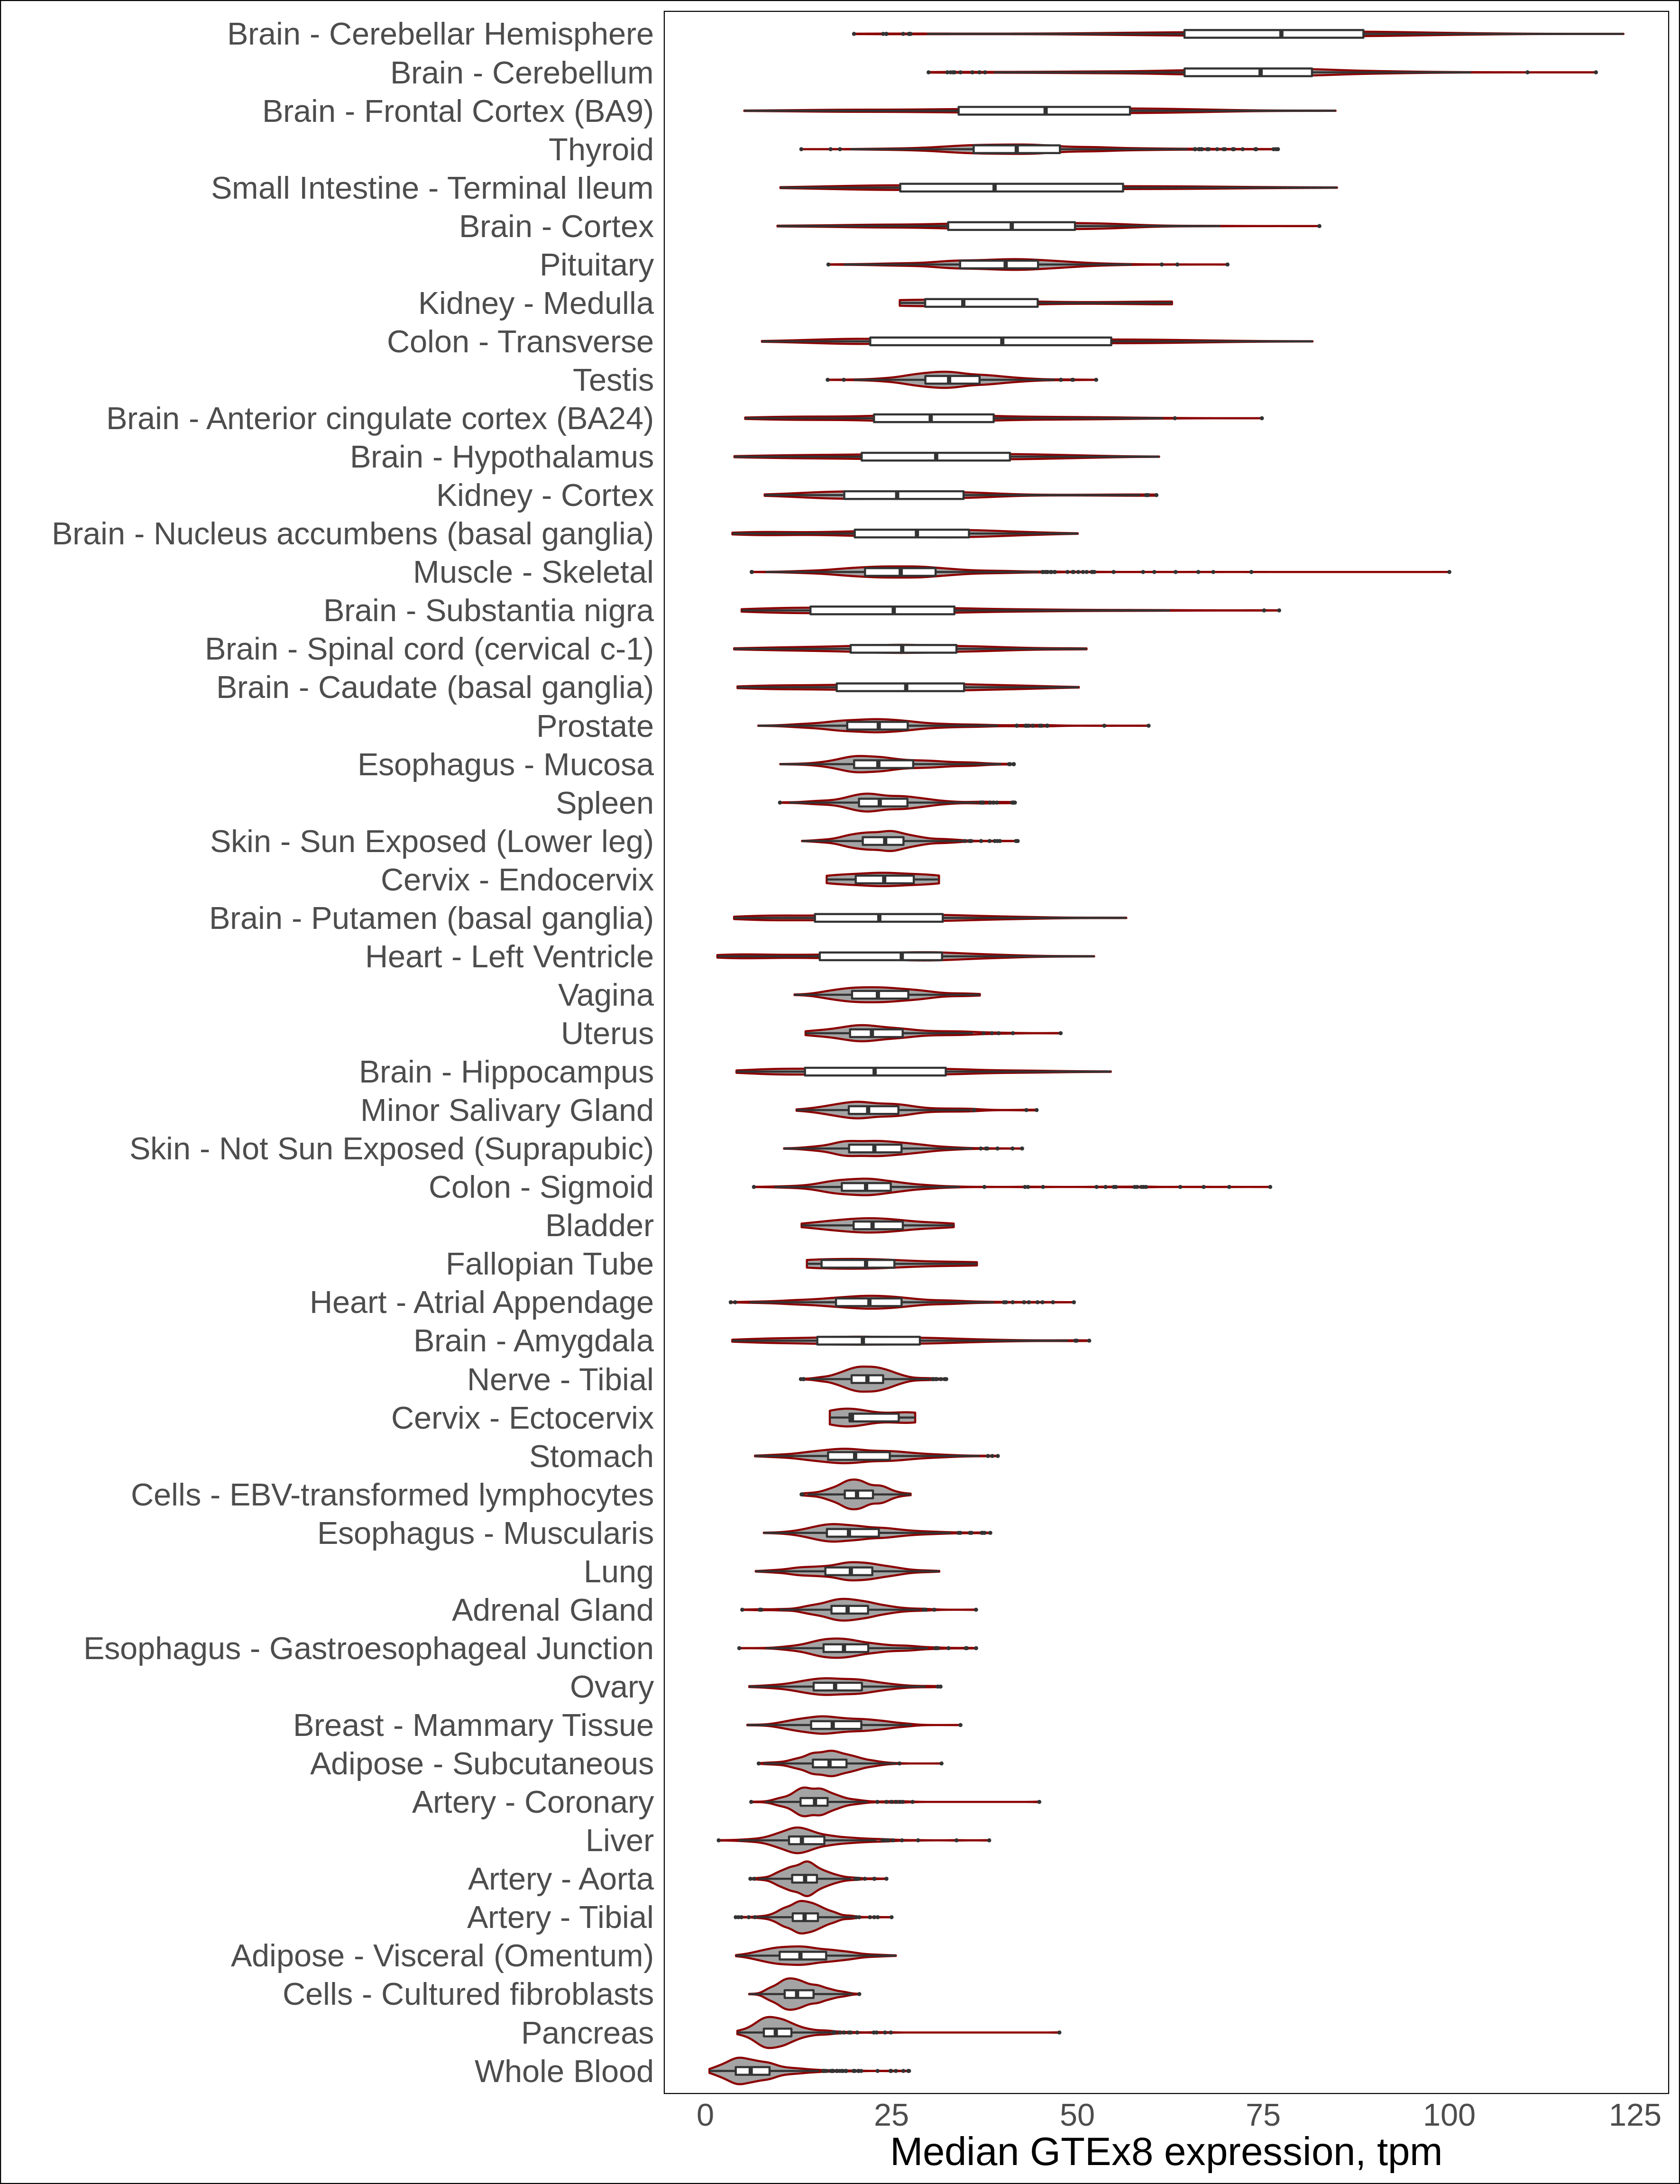 Brain - Cerebellar Hemisphere
Brain - Cerebellum
Brain - Frontal Cortex (BA9)
Thyroid
Small Intestine - Terminal Ileum
Brain - Cortex
Pituitary
Kidney - Medulla
Colon - Transverse
Testis
Brain - Anterior cingulate cortex (BA24)
Brain - Hypothalamus
Kidney - Cortex
Brain - Nucleus accumbens (basal ganglia)
Muscle - Skeletal
Brain - Substantia nigra
Brain - Spinal cord (cervical c-1)
Brain - Caudate (basal ganglia)
Prostate
Esophagus - Mucosa
Spleen
Skin - Sun Exposed (Lower leg)
Cervix - Endocervix
Brain - Putamen (basal ganglia)
Heart - Left Ventricle
Vagina
Uterus
Brain - Hippocampus
Minor Salivary Gland
Skin - Not Sun Exposed (Suprapubic)
Colon - Sigmoid
Bladder
Fallopian Tube
Heart - Atrial Appendage
Brain - Amygdala
Nerve - Tibial
Cervix - Ectocervix
Stomach
Cells - EBV-transformed lymphocytes
Esophagus - Muscularis
Lung
Adrenal Gland
Esophagus - Gastroesophageal Junction
Ovary
Breast - Mammary Tissue
Adipose - Subcutaneous
Artery - Coronary
Liver
Artery - Aorta
Artery - Tibial
Adipose - Visceral (Omentum)
Cells - Cultured fibroblasts
Pancreas
Whole Blood
0 25 50 75 100 125
Median GTEx8 expression, tpm